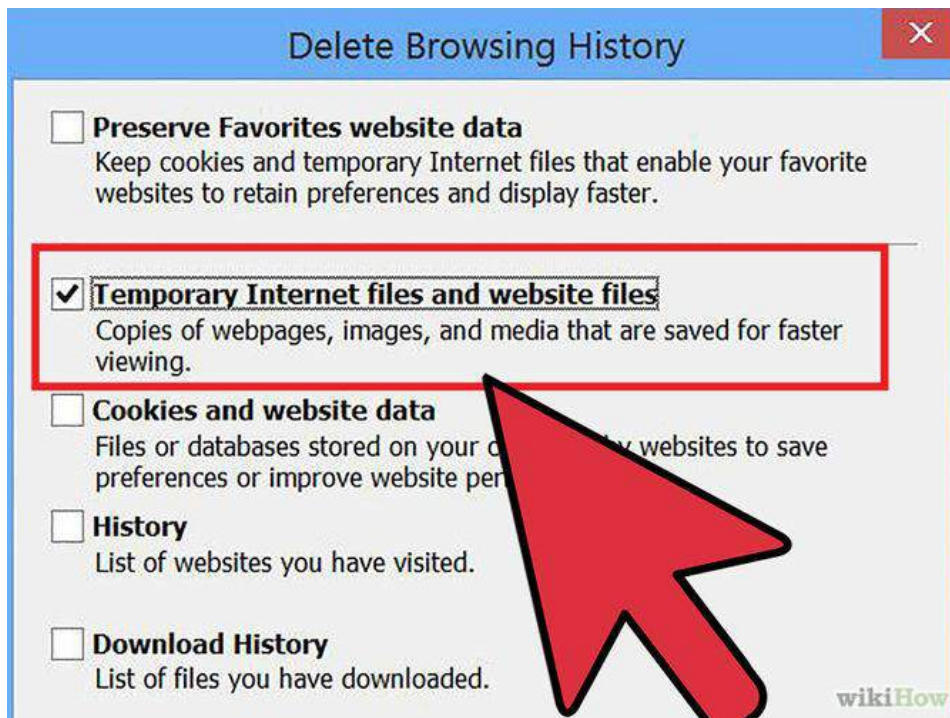 Delete Browsing History
Preserve Favorites website data
Keep cookies and temporary Internet files that enable your favorite
websites to retain preferences and display faster.
Temporary Internet files and website files
Copies of webpages, images, and media that are saved for faster
viewing.
Cookies and website data
Files or databases stored on your by websites to save
preferences or improve website
History
List of websites you have visited.
Download History
List of files you have downloaded.
wikiHow